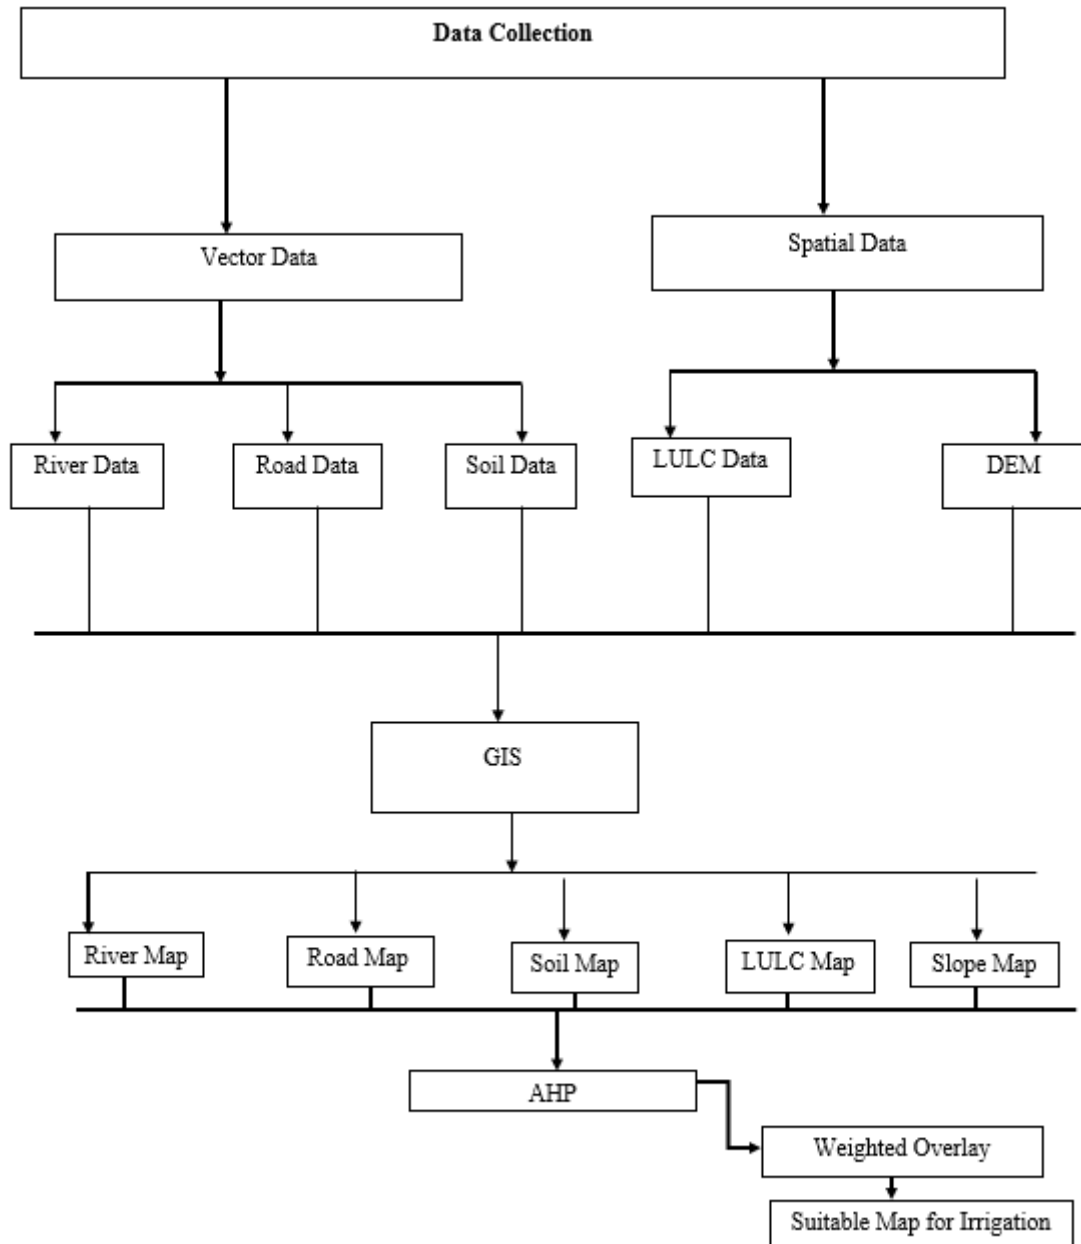 Data Collection
Vector Data
Spatial Data
River Data
Road Data
Soil Data
LULC Data
DEM
GIS
River Map
Road Map
Soil Map
LULC Map
Slope Map
AHP
Weighted Overlay
Suitable Map for Irrigation